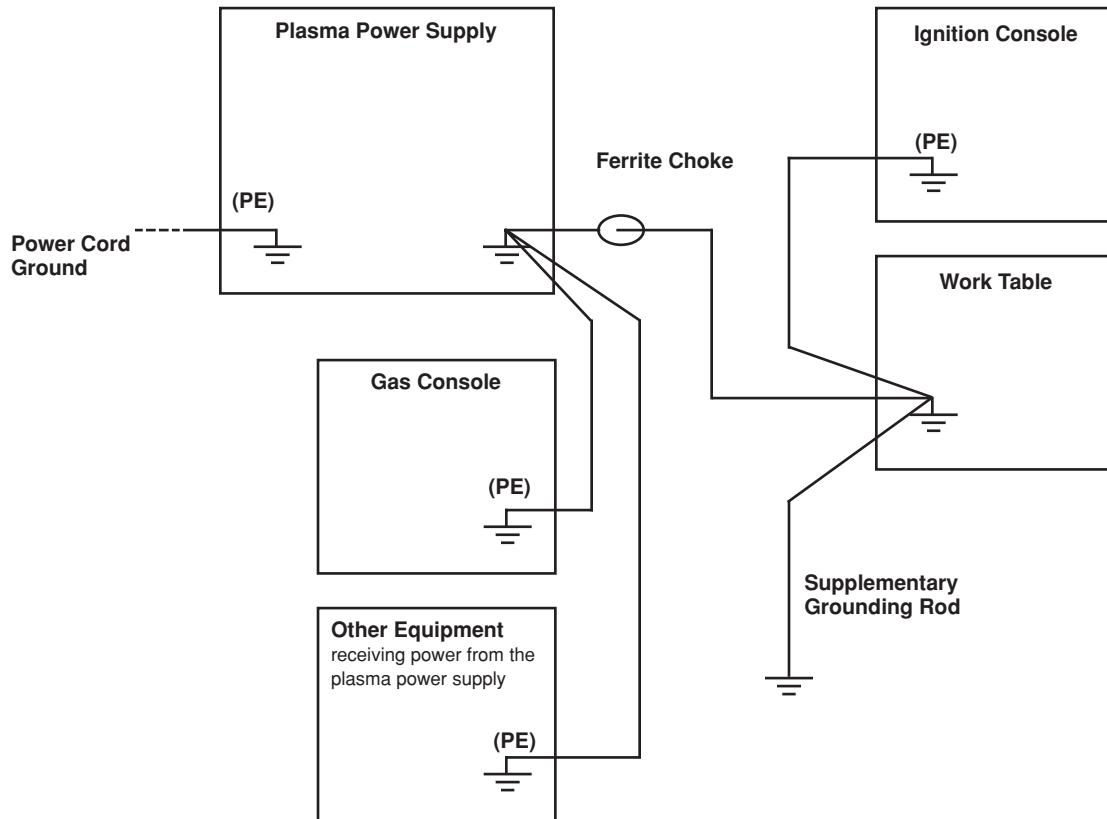 Plasma Power Supply
Ignition Console
(PE)
Ferrite Choke
(PE)
Power Cord
Ground
Work Table
Gas Console
(PE)
Supplementary
Grounding Rod
Other Equipment
receiving power from the
plasma power supply
(PE)